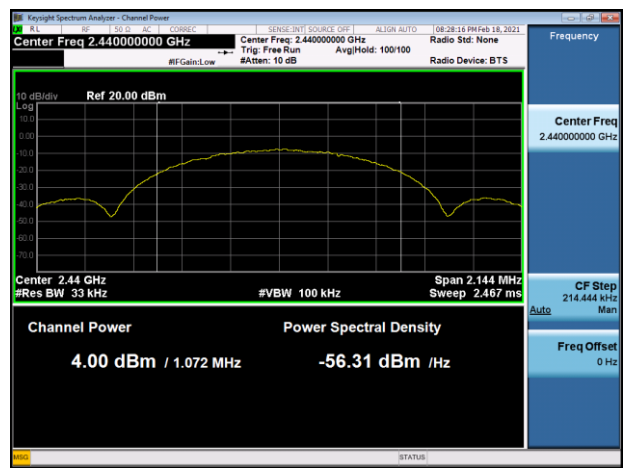 Keysight Spectrum Analyzer - Channel Power
RL RF 50 Ω AC CORREC SENSE:INT SOURCE OFF ALIGN AUTO 08:28:16 PM Feb 18, 2021
Center Freq 2.440000000 GHz
Center Freq: 2.440000000 GHz
Radio Std: None
Trig: Free Run Avg|Hold: 100/100
#IFGain:Low
#Atten: 10 dB
Radio Device: BTS
Frequency
10 dB/div Ref 20.00 dBm
Log
10.0
0.00
-10.0
-20.0
-30.0
-40.0
-50.0
-60.0
-70.0
Center 2.44 GHz
Span 2.144 MHz
#Res BW 33 kHz
#VBW 100 kHz
Sweep 2.467 ms
Channel Power
Power Spectral Density
4.00 dBm / 1.072 MHz
-56.31 dBm /Hz
Center Freq
2.440000000 GHz
CF Step
214.444 kHz
Auto Man
Freq Offset
0 Hz
MSG
STATUS